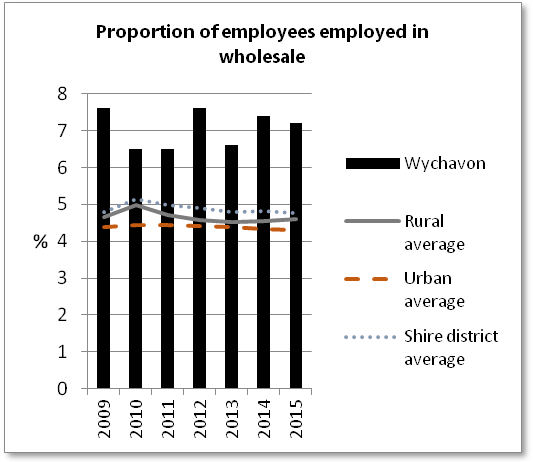 Proportion of employees employed in
wholesale
8
7
6
5
4
3
2
1
0
%
2009
2010
2011
2012
2013
2014
2015
Wychavon
Rural
average
Urban
average
Shire district
average